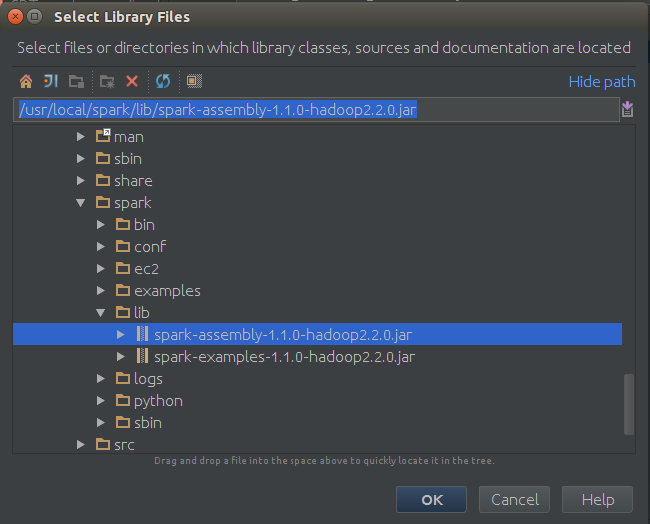 Select Library Files
Select files or directories in which library classes, sources and documentation are located
Hide path
/usr/local/spark/lib/spark-assembly-1.1.0-hadoop2.2.0.jar
man
sbin
share
spark
bin
conf
ec2
examples
lib
spark-assembly-1.1.0-hadoop2.2.0.jar
spark-examples-1.1.0-hadoop2.2.0.jar
logs
python
sbin
src
Drag and drop a file into the space above to quickly locate it in the tree.
OK Cancel Help